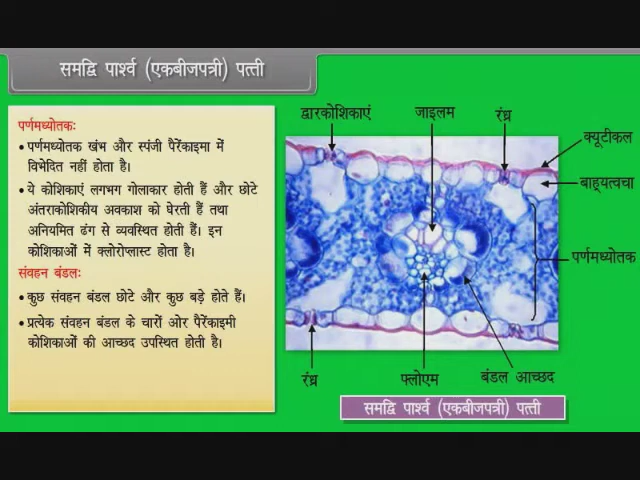 समद्वि पार्श्व (एकबीजपत्री) पत्ती
पर्णमध्योतकः
• पर्णमध्योतक खंभ और स्पंजी पैरेंकाइमा में
विभेदित नहीं होता है।
• ये कोशिकाएं लगभग गोलाकार होती हैं और छोटे
अंतराकोशिकीय अवकाश को घेरती हैं तथा
अनियमित ढंग से व्यवस्थित होती हैं। इन
कोशिकाओं में क्लोरोप्लास्ट होता है।
संवहन बंडलः
• कुछ संवहन बंडल छोटे और कुछ बड़े होते हैं।
• प्रत्येक संवहन बंडल के चारों ओर पैरेंकाइमी
कोशिकाओं की आच्छद उपस्थित होती है।
द्वारकोशिकाएं
जाइलम
रंध्र
क्यूटीकल
बाह्यत्वचा
पर्णमध्योतक
रंध्र
फ्लोएम
बंडल आच्छद
समद्वि पार्श्व (एकबीजपत्री) पत्ती